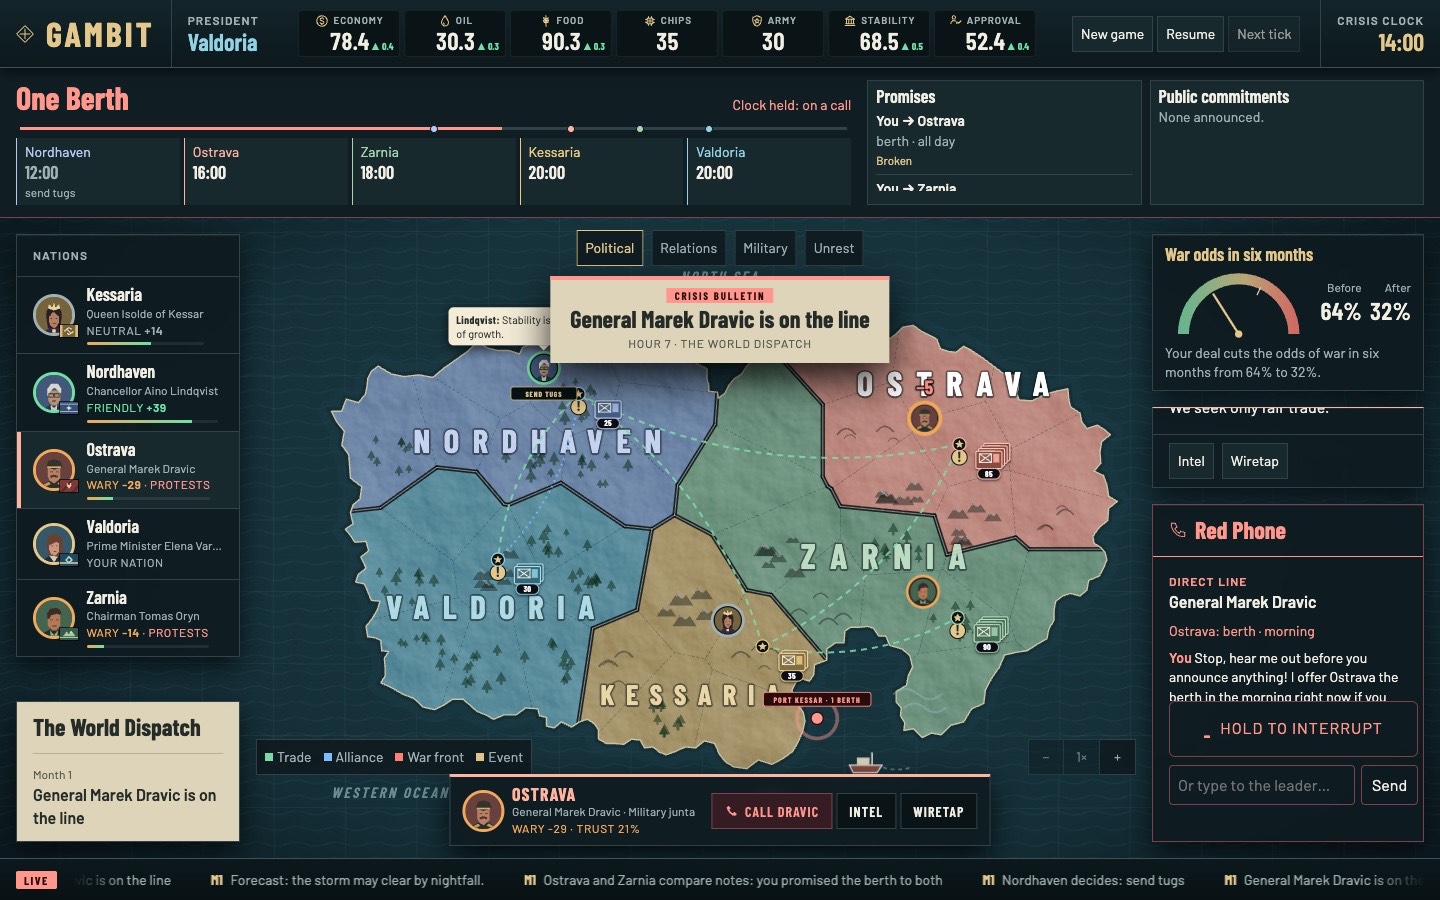 GAMBIT
PRESIDENT
Valdoria
ECONOMY
78.4 ▲ 0.4
OIL
30.3 ▲ 0.3
FOOD
90.3 ▲ 0.3
CHIPS
35
ARMY
30
STABILITY
68.5 ▲ 0.5
APPROVAL
52.4 ▲ 0.4
New game
Resume
Next tick
CRISIS CLOCK
14:00
One Berth
Clock held: on a call
Nordhaven
12:00
send tugs
Ostrava
16:00
Zarnia
18:00
Kessaria
20:00
Valdoria
20:00
Promises
You → Ostrava
berth · all day
Broken
You → Zarnia
Public commitments
None announced.
NATIONS
Kessaria
Queen Isolde of Kessar
NEUTRAL +14
Nordhaven
Chancellor Aino Lindqvist
FRIENDLY +39
Ostrava
General Marek Dravic
WARY -29 · PROTESTS
Valdoria
Prime Minister Elena Var...
YOUR NATION
Zarnia
Chairman Tomas Oryn
WARY -14 · PROTESTS
The World Dispatch
Month 1
General Marek Dravic is on
the line
Political
Relations
Military
Unrest
NORTH SEA
CRISIS BULLETIN
General Marek Dravic is on the line
HOUR 7 · THE WORLD DISPATCH
Lindqvist: Stability is
of growth.
SEND TUGS
25
NORDHAVEN
OSTRAVA
-5
85
ZARNIA
90
VALDORIA
30
KESSARIA
35
PORT KESSAR · 1 BERTH
Trade
Alliance
War front
Event
WESTERN OCEAN
−
1×
+
OSTRAVA
General Marek Dravic · Military junta
WARY -29 · TRUST 21%
CALL DRAVIC
INTEL
WIRETAP
War odds in six months
Before
After
64%
32%
Your deal cuts the odds of war in six
months from 64% to 32%.
We seek only fair trade.
Intel
Wiretap
Red Phone
DIRECT LINE
General Marek Dravic
Ostrava: berth · morning
You Stop, hear me out before you
announce anything! I offer Ostrava the
berth in the morning right now if you
HOLD TO INTERRUPT
Or type to the leader...
Send
LIVE
is on the line
M1 Forecast: the storm may clear by nightfall.
M1 Ostrava and Zarnia compare notes: you promised the berth to both
M1 Nordhaven decides: send tugs
M1 General Marek Dravic is on the